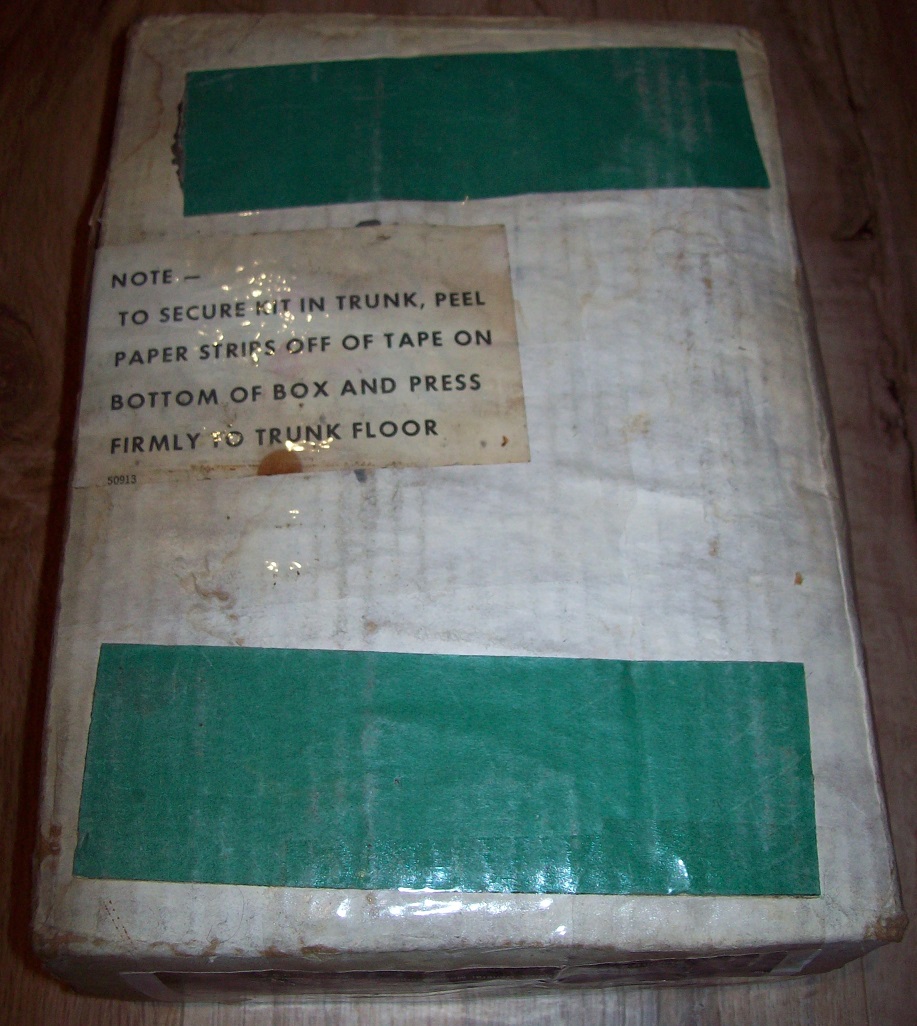 NOTE.—
TO SECURE KIT IN TRUNK, PEEL
PAPER STRIPS OFF OF TAPE ON
BOTTOM OF BOX AND PRESS
FIRMLY TO TRUNK FLOOR
S0913